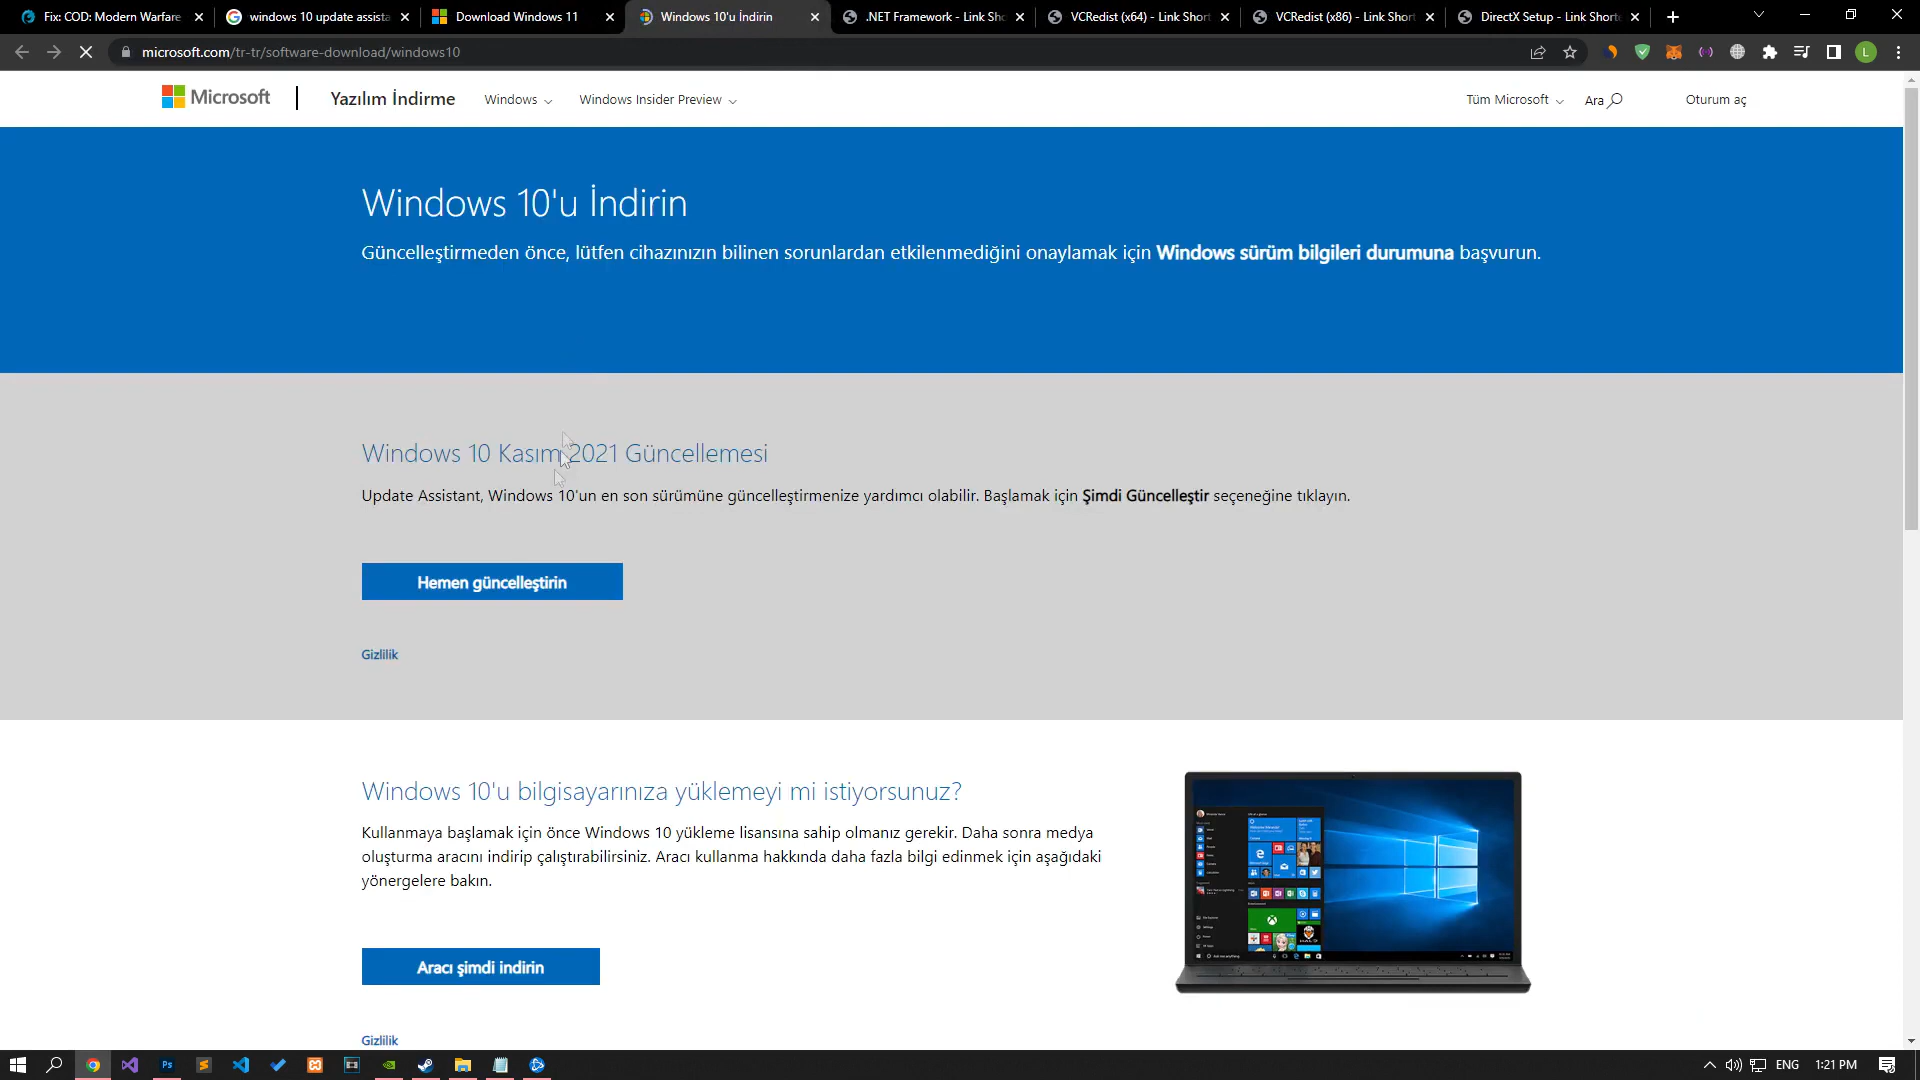 Fix: COD: Modern Warfare
windows 10 update assista
Download Windows 11
Windows 10'u İndirin
.NET Framework - Link Sho
VCRedist (x64) - Link Short
VCRedist (x86) - Link Short
DirectX Setup - Link Shorte
microsoft.com/tr-tr/software-download/windows10
L
Microsoft
Yazılım İndirme
Windows
Windows Insider Preview
Tüm Microsoft
Ara
Oturum aç
Windows 10'u İndirin
Güncelleştirmeden önce, lütfen cihazınızın bilinen sorunlardan etkilenmediğini onaylamak için Windows sürüm bilgileri durumuna başvurun.
Windows 10 Kasım 2021 Güncellemesi
Update Assistant, Windows 10'un en son sürümüne güncelleştirmenize yardımcı olabilir. Başlamak için Şimdi Güncelleştir seçeneğine tıklayın.
Hemen güncelleştirin
Gizlilik
Windows 10'u bilgisayarınıza yüklemeyi mi istiyorsunuz?
Kullanmaya başlamak için önce Windows 10 yükleme lisansına sahip olmanız gerekir. Daha sonra medya
oluşturma aracını indirip çalıştırabilirsiniz. Aracı kullanma hakkında daha fazla bilgi edinmek için aşağıdaki
yönergelere bakın.
Aracı şimdi indirin
Gizlilik
Ps
ENG
1:21 PM